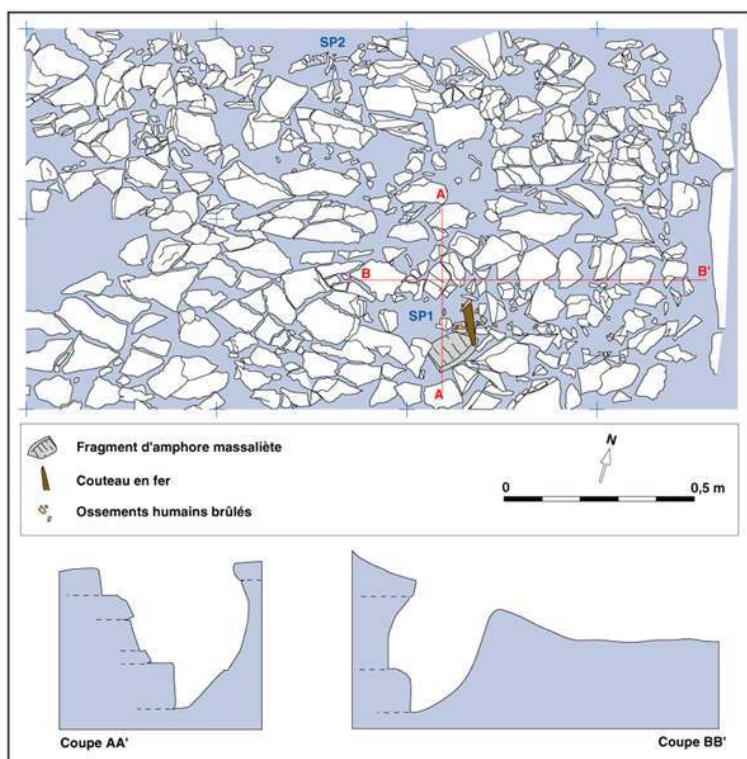 SP2
A
B
B'
SP1
A
Fragment d'amphore massaliète
Couteau en fer
Ossements humains brûlés
N
0
0,5 m
Coupe AA'
Coupe BB'